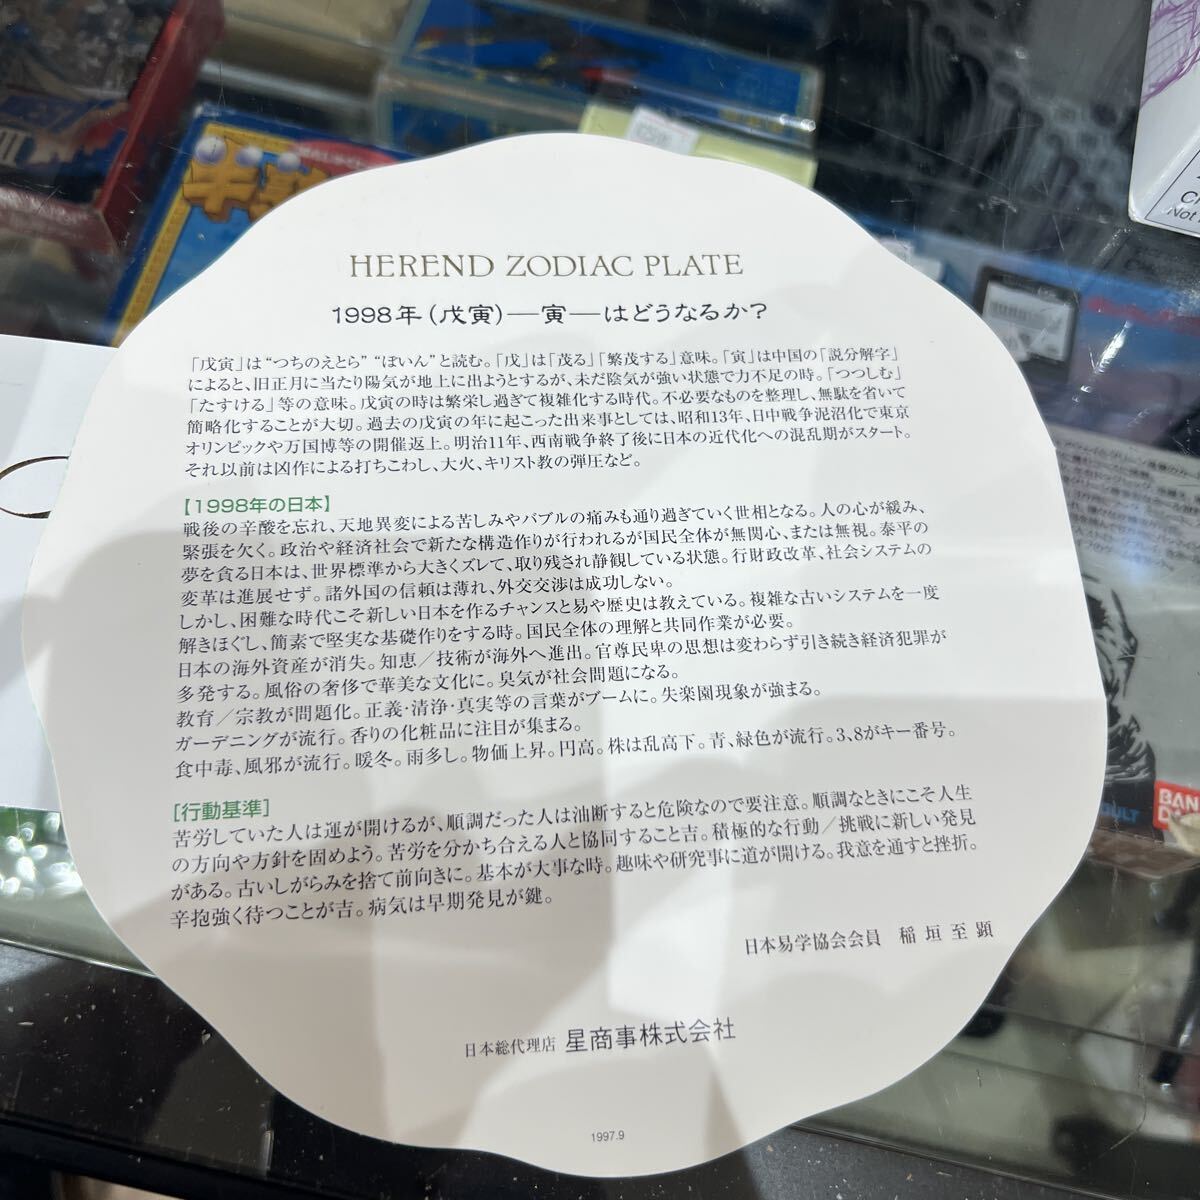 HEREND ZODIAC PLATE
1998年(戊寅)—寅—はどうなるか?
「戊寅」は“つちのえとら”“ぼいん”と読む。「戊」は「茂る」「繁茂する」意味。「寅」は中国の「説分解字」
によると、旧正月に当たり陽気が地上に出ようとするが、未だ陰気が強い状態で力不足の時。「つつしむ」
「たすける」等の意味。戊寅の時は繁栄し過ぎて複雑化する時代。不必要なものを整理し、無駄を省いて
簡略化することが大切。過去の戊寅の年に起こった出来事としては、昭和13年、日中戦争泥沼化で東京
オリンピックや万国博等の開催返上。明治11年、西南戦争終了後に日本の近代化への混乱期がスタート。
それ以前は凶作による打ちこわし、大火、キリスト教の弾圧など。
【1998年の日本】
戦後の辛酸を忘れ、天地異変による苦しみやバブルの痛みも通り過ぎていく世相となる。人の心が緩み、
緊張を欠く。政治や経済社会で新たな構造作りが行われるが国民全体が無関心、または無視。泰平の
夢を貪る日本は、世界標準から大きくズレて、取り残され静観している状態。行財政改革、社会システムの
変革は進展せず。諸外国の信頼は薄れ、外交交渉は成功しない。
しかし、困難な時代こそ新しい日本を作るチャンスと易や歴史は教えている。複雑な古いシステムを一度
解きほぐし、簡素で堅実な基礎作りをする時。国民全体の理解と共同作業が必要。
日本の海外資産が消失。知恵/技術が海外へ進出。官尊民卑の思想は変わらず引き続き経済犯罪が
多発する。風俗の奢侈で華美な文化に。臭気が社会問題になる。
教育/宗教が問題化。正義・清浄・真実等の言葉がブームに。失楽園現象が強まる。
ガーデニングが流行。香りの化粧品に注目が集まる。
食中毒、風邪が流行。暖冬。雨多し。物価上昇。円高。株は乱高下。青、緑色が流行。3、8がキー番号。
[行動基準]
苦労していた人は運が開けるが、順調だった人は油断すると危険なので要注意。順調なときにこそ人生
の方向や方針を固めよう。苦労を分かち合える人と協同すること吉。積極的な行動/挑戦に新しい発見
がある。古いしがらみを捨て前向きに。基本が大事な時。趣味や研究事に道が開ける。我意を通すと挫折。
辛抱強く待つことが吉。病気は早期発見が鍵。
日本易学協会会員 稲垣至顕
日本総代理店 星商事株式会社
1997.9